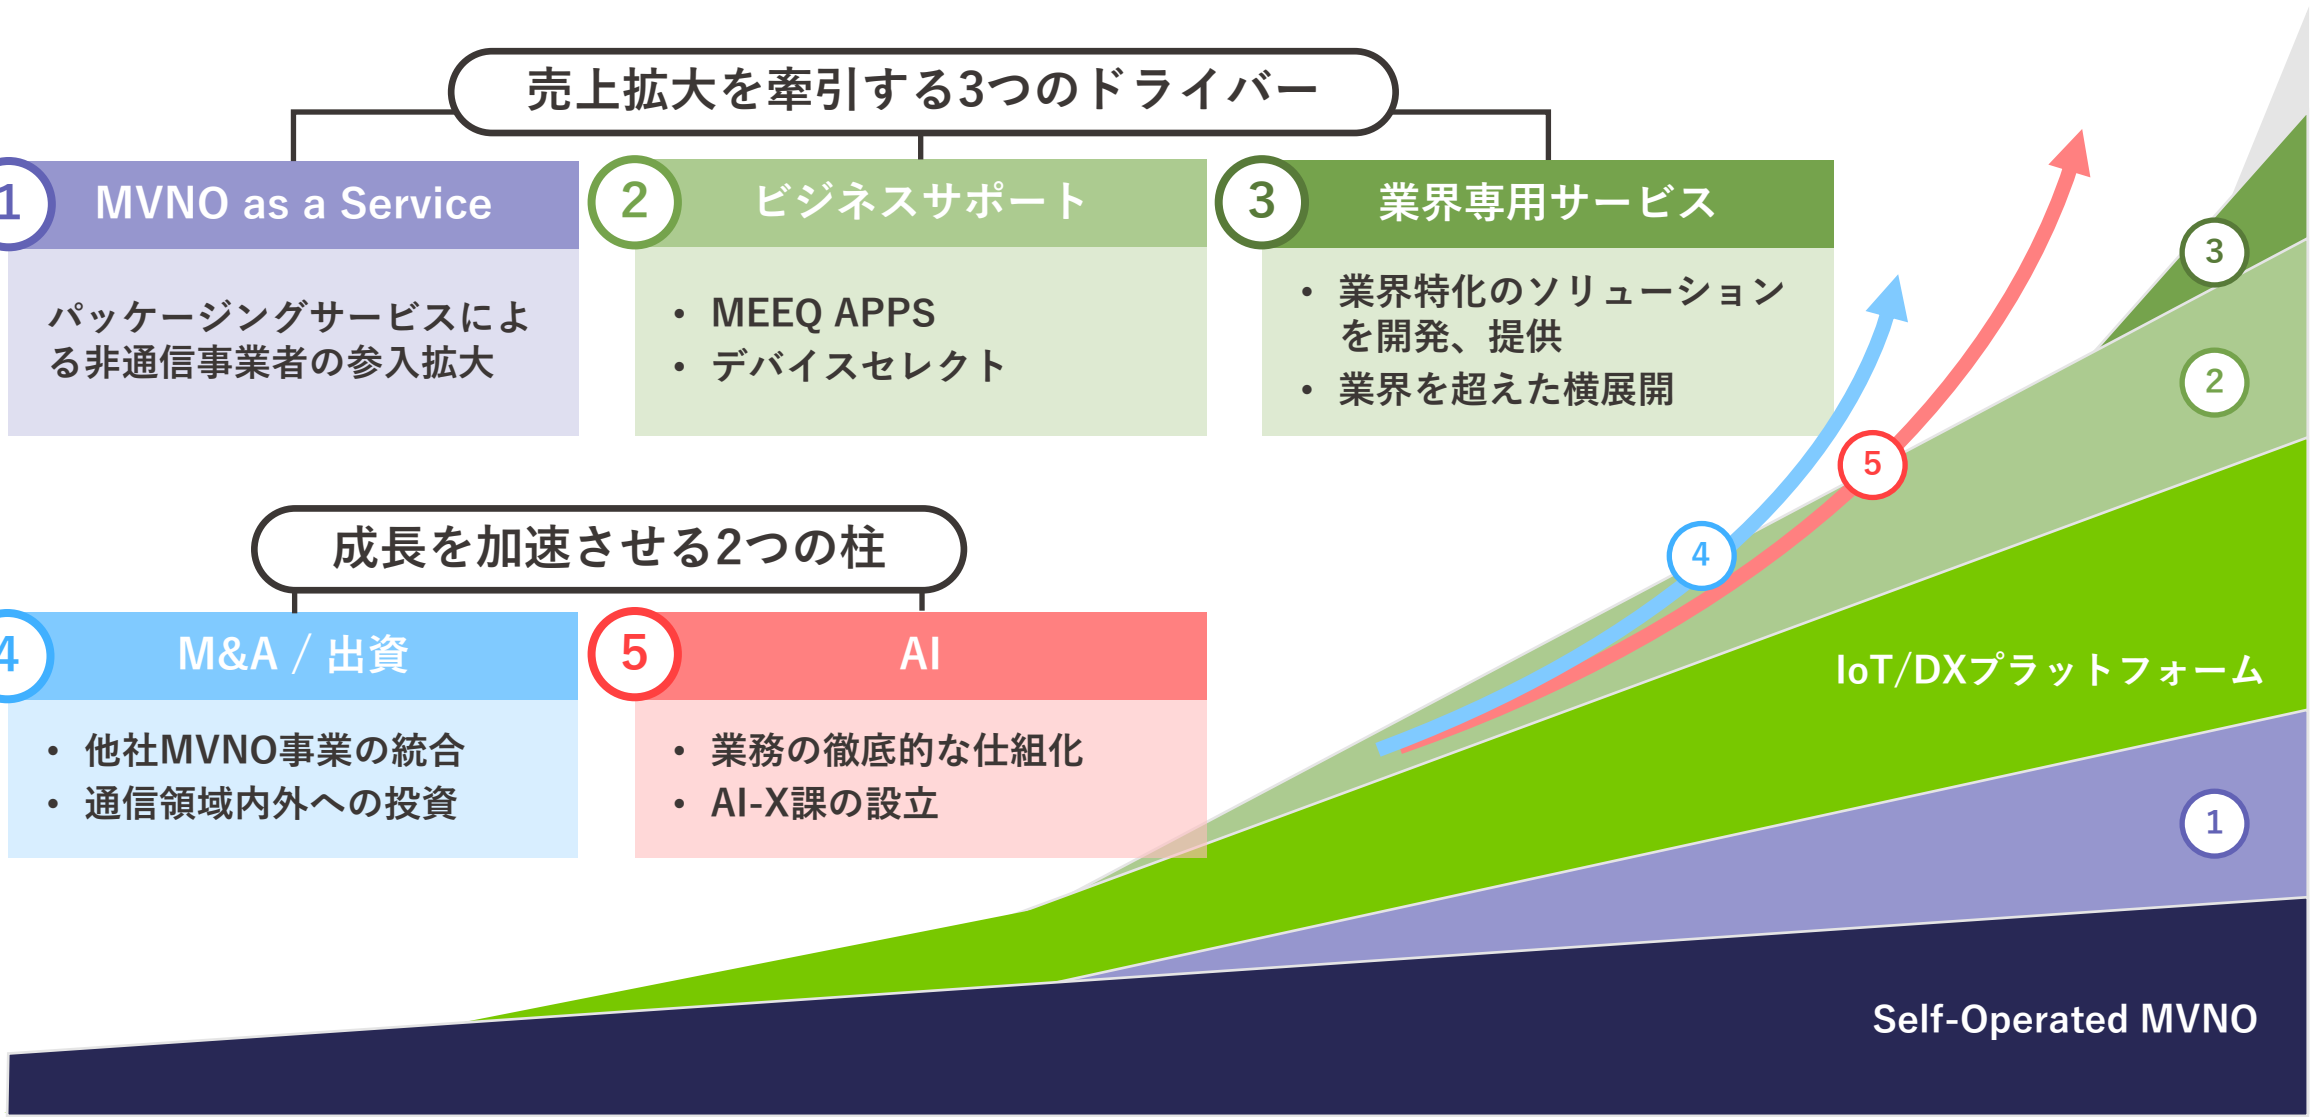 売上拡大を牽引する3つのドライバー
1
MVNO as a Service
パッケージングサービスによ
る非通信事業者の参入拡大
2
ビジネスサポート
• MEEQ APPS
• デバイスセレクト
3
業界専用サービス
• 業界特化のソリューション
を開発、提供
• 業界を超えた横展開
成長を加速させる2つの柱
4
M&A / 出資
• 他社MVNO事業の統合
• 通信領域内外への投資
5
AI
• 業務の徹底的な仕組化
• AI-X課の設立
3
2
5
4
IoT/DXプラットフォーム
1
Self-Operated MVNO